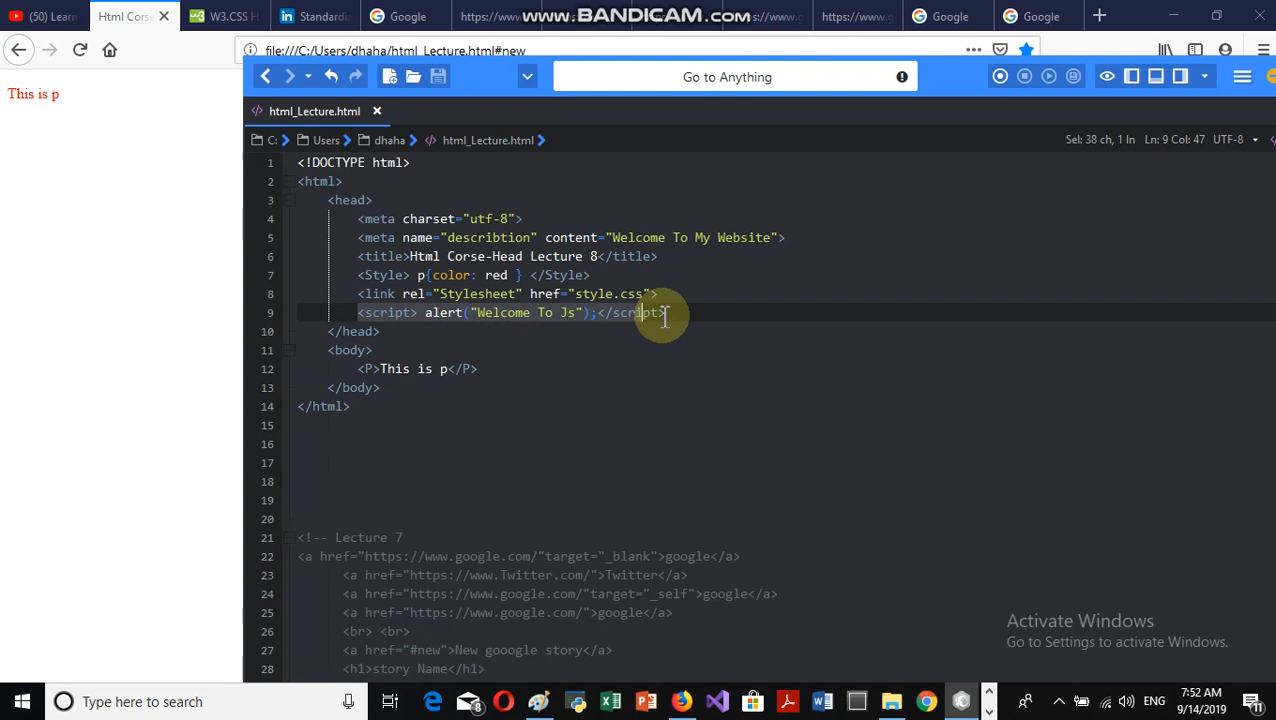 www.BANDICAM.com
(50) Learn
Html Corse
W3.CSS H
Standardiz
Google
https://www
Google
Google
file:///C:/Users/dhaha/html_Lecture.html#new
This is p
Go to Anything
html_Lecture.html
C:
Users
dhaha
html_Lecture.html
Sel: 38 ch, 1 ln
Ln: 9 Col: 47
UTF-8
1 <!DOCTYPE html>
2 <html>
3 <head>
4 <meta charset="utf-8">
5 <meta name="describtion" content="Welcome To My Website">
6 <title>Html Corse-Head Lecture 8</title>
7 <Style> p{color: red } </Style>
8 <link rel="Stylesheet" href="style.css">
9 <script> alert("Welcome To Js");</script>
10 </head>
11 <body>
12 <P>This is p</P>
13 </body>
14 </html>
15
16
17
18
19
20
21 <!-- Lecture 7
22 <a href="https://www.google.com/"target="_blank">google</a>
23 <a href="https://www.Twitter.com/">Twitter</a>
24 <a href="https://www.google.com/"target="_self">google</a>
25 <a href="https://www.google.com/">google</a>
26 <br> <br>
27 <a href="#new">New gooogle story</a>
28 <h1>story Name</h1>
Activate Windows
Go to Settings to activate Windows.
Type here to search
8
ENG
7:52 AM
9/14/2019
11